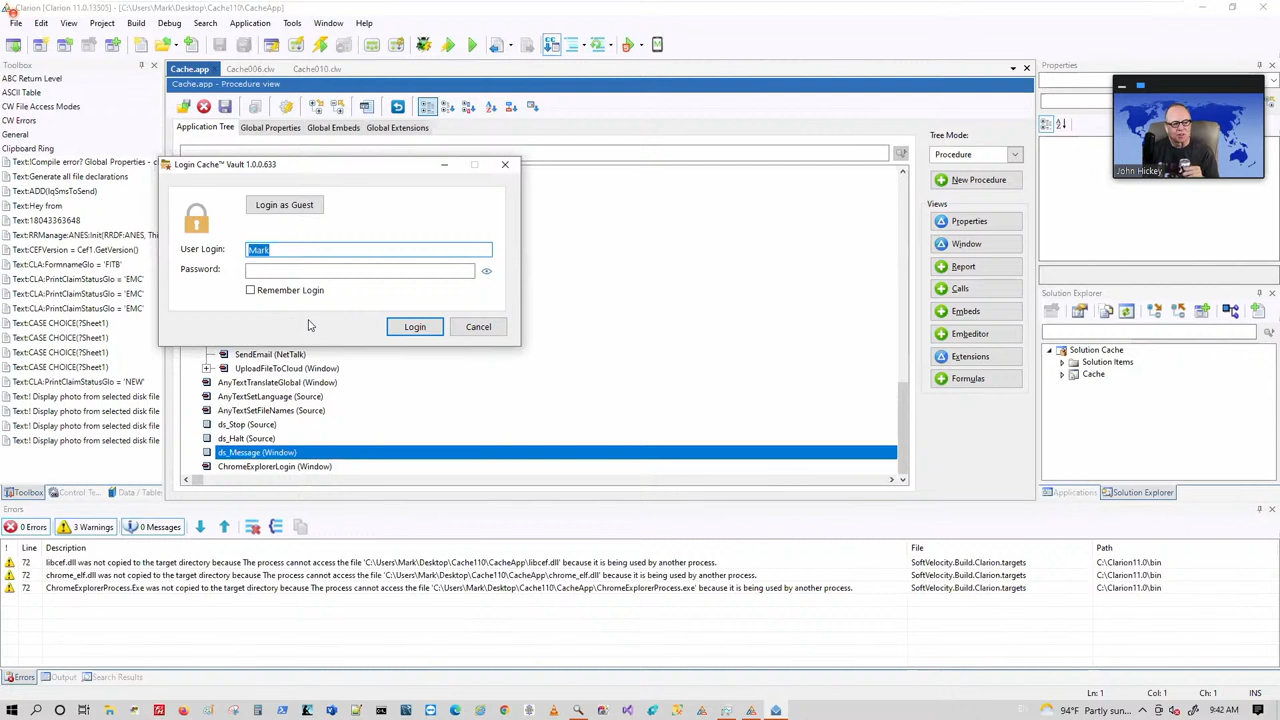 Clarion (Clarion 11.0.13505) - [C:\Users\Mark\Desktop\Cache110\CacheApp]
File Edit View Project Build Debug Search Application Tools Window Help
Toolbox
ABC Return Level
ASCII Table
CW File Access Modes
CW Errors
General
Clipboard Ring
Text:!Compile error? Global Properties - c
Text:Generate all file declarations
Text:ADD(IqSmsToSend)
Text:Hey from
Text:18043363648
Text:RRManage:ANES:Init(RRDF:ANES, Thi
Text:CEFVersion = Cef1.GetVersion()
Text:CLA:FormnameGlo = 'FITB'
Text:CLA:PrintClaimStatusGlo = 'EMC'
Text:CLA:PrintClaimStatusGlo = 'EMC'
Text:CLA:PrintClaimStatusGlo = 'EMC'
Text:CASE CHOICE(?Sheet1)
Text:CASE CHOICE(?Sheet1)
Text:CASE CHOICE(?Sheet1)
Text:CLA:PrintClaimStatusGlo = 'NEW'
Text:! Display photo from selected disk file
Text:! Display photo from selected disk file
Text:! Display photo from selected disk file
Text:! Display photo from selected disk file
Toolbox Control Te... Data / Table
Cache.app Cache006.clw Cache010.clw
Cache.app - Procedure view
Application Tree Global Properties Global Embeds Global Extensions
Login Cache™ Vault 1.0.0.633
Login as Guest
User Login: Mark
Password:
Remember Login
Login Cancel
SendEmail (NetTalk)
UploadFileToCloud (Window)
AnyTextTranslateGlobal (Window)
AnyTextSetLanguage (Source)
AnyTextSetFileNames (Source)
ds_Stop (Source)
ds_Halt (Source)
ds_Message (Window)
ChromeExplorerLogin (Window)
Tree Mode:
Procedure
New Procedure
Views
Properties
Window
Report
Calls
Embeds
Embeditor
Extensions
Formulas
Properties
John Hickey
Solution Explorer
Solution Cache
Solution Items
Cache
Applications Solution Explorer
Errors
0 Errors 3 Warnings 0 Messages
! Line Description File Path
72 libcef.dll was not copied to the target directory because The process cannot access the file 'C:\Users\Mark\Desktop\Cache110\CacheApp\libcef.dll' because it is being used by another process. SoftVelocity.Build.Clarion.targets C:\Clarion11.0\bin
72 chrome_elf.dll was not copied to the target directory because The process cannot access the file 'C:\Users\Mark\Desktop\Cache110\CacheApp\chrome_elf.dll' because it is being used by another process. SoftVelocity.Build.Clarion.targets C:\Clarion11.0\bin
72 ChromeExplorerProcess.Exe was not copied to the target directory because The process cannot access the file 'C:\Users\Mark\Desktop\Cache110\CacheApp\ChromeExplorerProcess.exe' because it is being used by another process. SoftVelocity.Build.Clarion.targets C:\Clarion11.0\bin
Errors Output Search Results
Ln: 1 Col: 1 Ch: 1 INS
94°F Partly sun... 9:42 AM